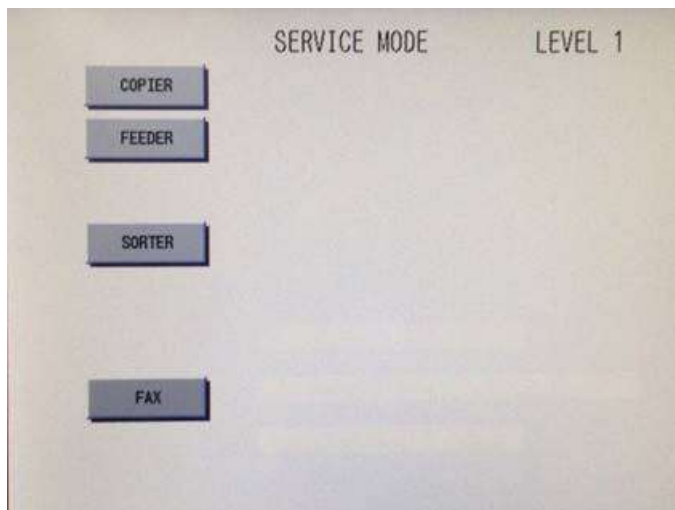 SERVICE MODE LEVEL 1
COPIER
FEEDER
SORTER
FAX